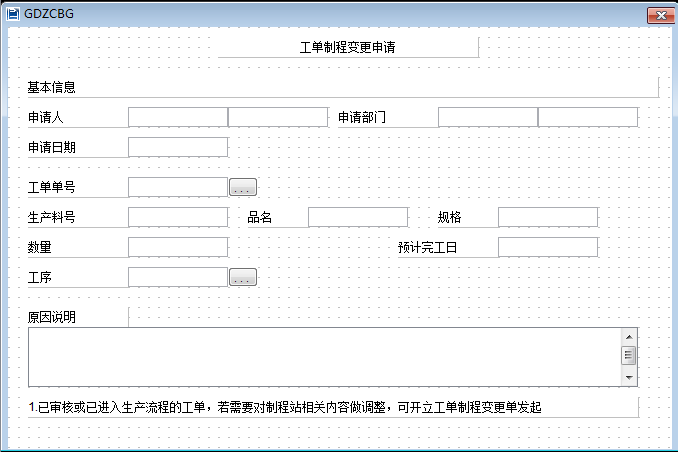 GDZCBG
工单制程变更申请
基本信息
申请人 申请部门
申请日期
工单单号 ...
生产料号 品名 规格
数量 预计完工日
工序 ...
原因说明
1.已审核或已进入生产流程的工单，若需要对制程站相关内容做调整，可开立工单制程变更单发起